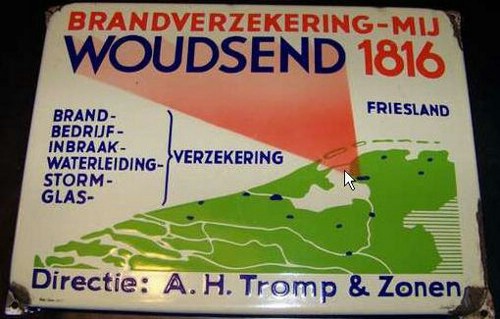 BRANDVERZEKERING-MIJ
WOUDSEND 1816
FRIESLAND
BRAND-
BEDRIJF-
INBRAAK-
WATERLEIDING-
STORM-
GLAS-
VERZEKERING
Directie: A.H. Tromp & Zonen